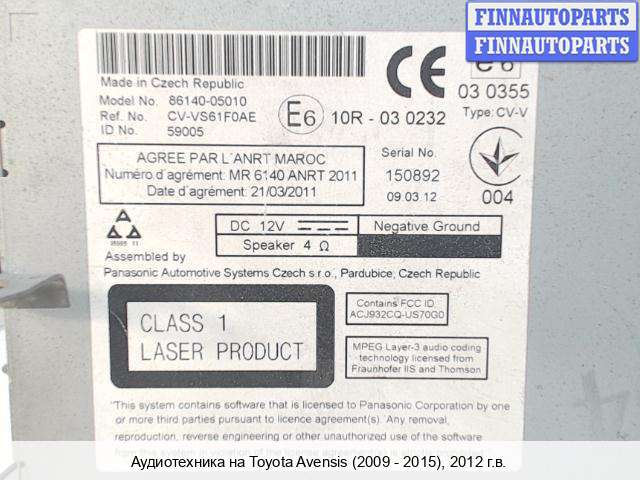 FINNAUTOPARTS
FINNAUTOPARTS
Made in Czech Republic
Model No. 86140-05010
Ref. No. CV-VS61F0AE
ID No. 59005
E6 10R - 03 0232
CE
e6
03 0355
Type: CV-V
AGREE PAR L'ANRT MAROC
Numéro d'agrément: MR 6140 ANRT 2011
Date d'agrément: 21/03/2011
Serial No.
150892
09.03.12
004
DC 12V
Negative Ground
Speaker 4 Ω
Assembled by
Panasonic Automotive Systems Czech s.r.o., Pardubice, Czech Republic
CLASS 1
LASER PRODUCT
Contains FCC ID
ACJ932CQ-US70G0
MPEG Layer-3 audio coding
technology licensed from
Fraunhofer IIS and Thomson
"This system contains software that is licensed to Panasonic Corporation by one
or more third parties pursuant to licence agreement(s). Any removal,
reproduction, reverse engineering or other unauthorized use of the software
Аудиотехника на Toyota Avensis (2009 - 2015), 2012 г.в.